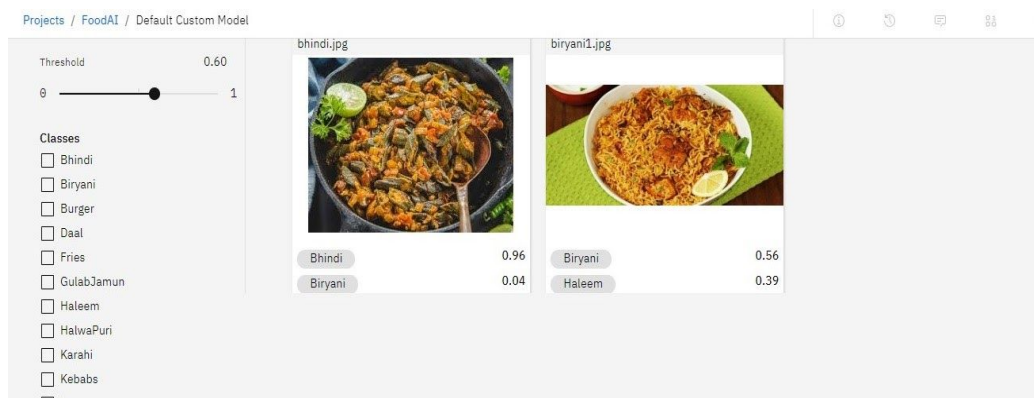 Projects / FoodAI / Default Custom Model
Threshold 0.60
0 1
Classes
Bhindi
Biryani
Burger
Daal
Fries
GulabJamun
Haleem
HalwaPuri
Karahi
Kebabs
bhindi.jpg
Bhindi 0.96
Biryani 0.04
biryani1.jpg
Biryani 0.56
Haleem 0.39